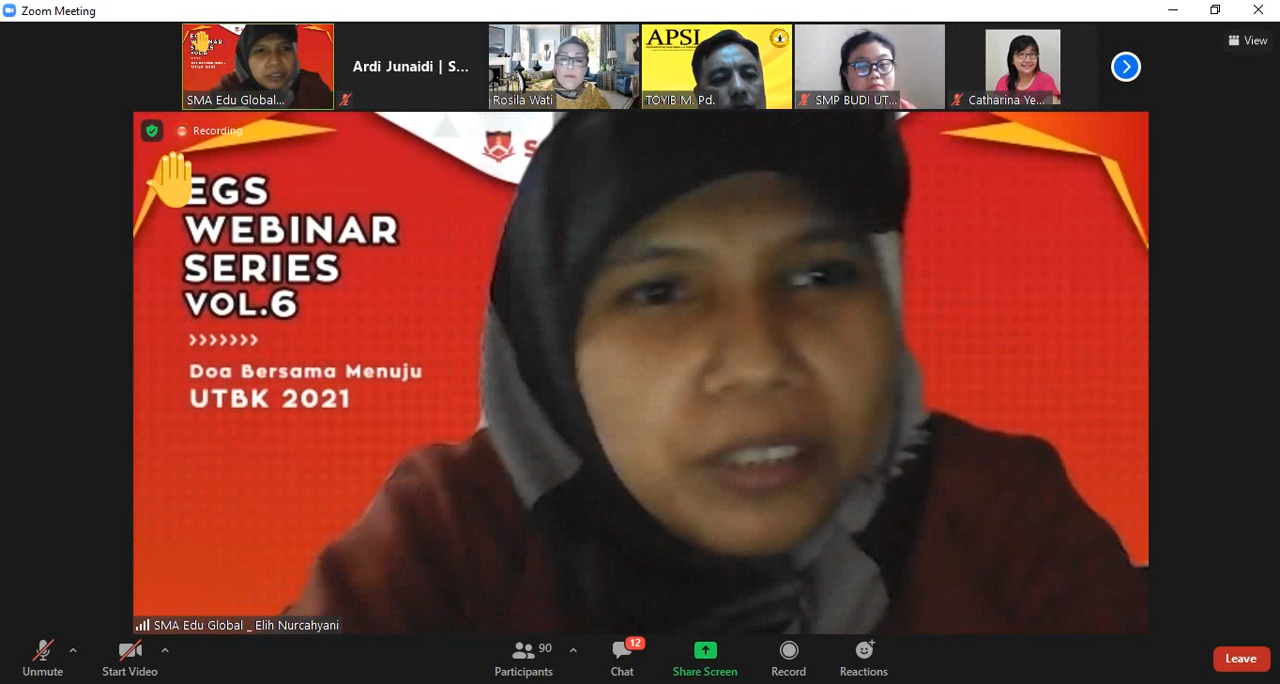 Zoom Meeting
View
SMA Edu Global...
Ardi Junaidi | S...
Rosila Wati
APSI
TOYIB M. Pd.
SMP BUDI UT...
Catharina Ye...
Recording
EGS
WEBINAR
SERIES
VOL.6
>>>>>>>
Doa Bersama Menuju
UTBK 2021
SMA Edu Global _ Elih Nurcahyani
Unmute
Start Video
90
Participants
12
Chat
Share Screen
Record
Reactions
Leave